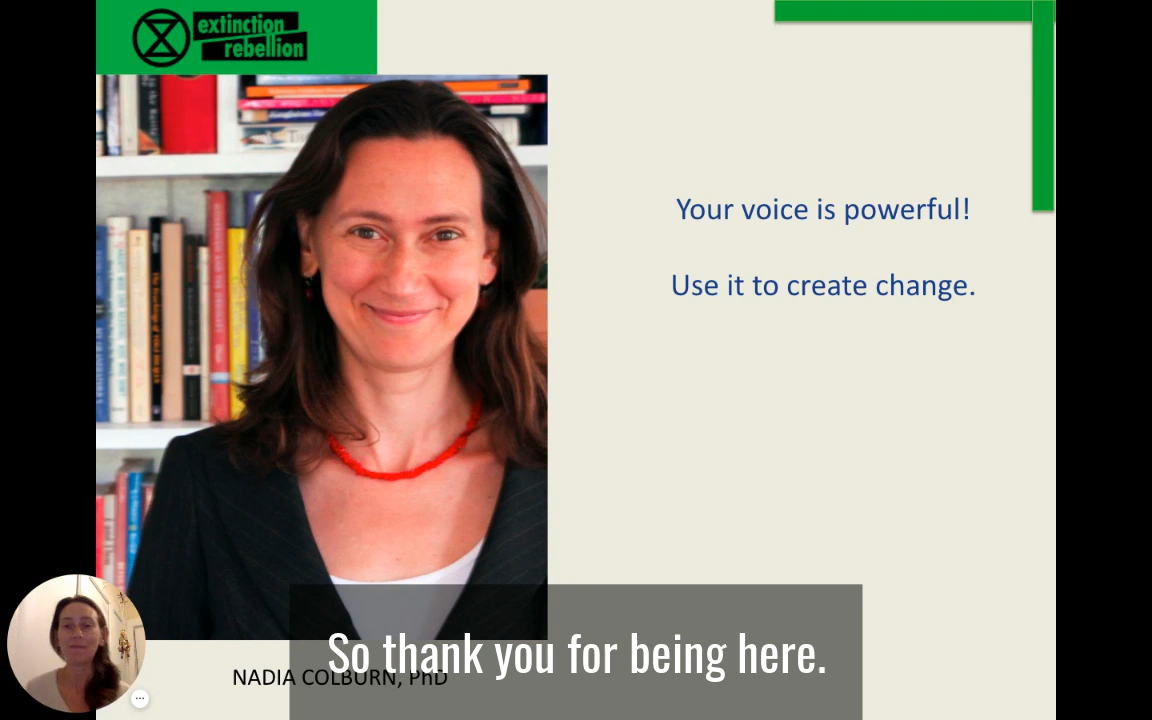 extinction
rebellion
Your voice is powerful!
Use it to create change.
So thank you for being here.
NADIA COLBURN, PhD